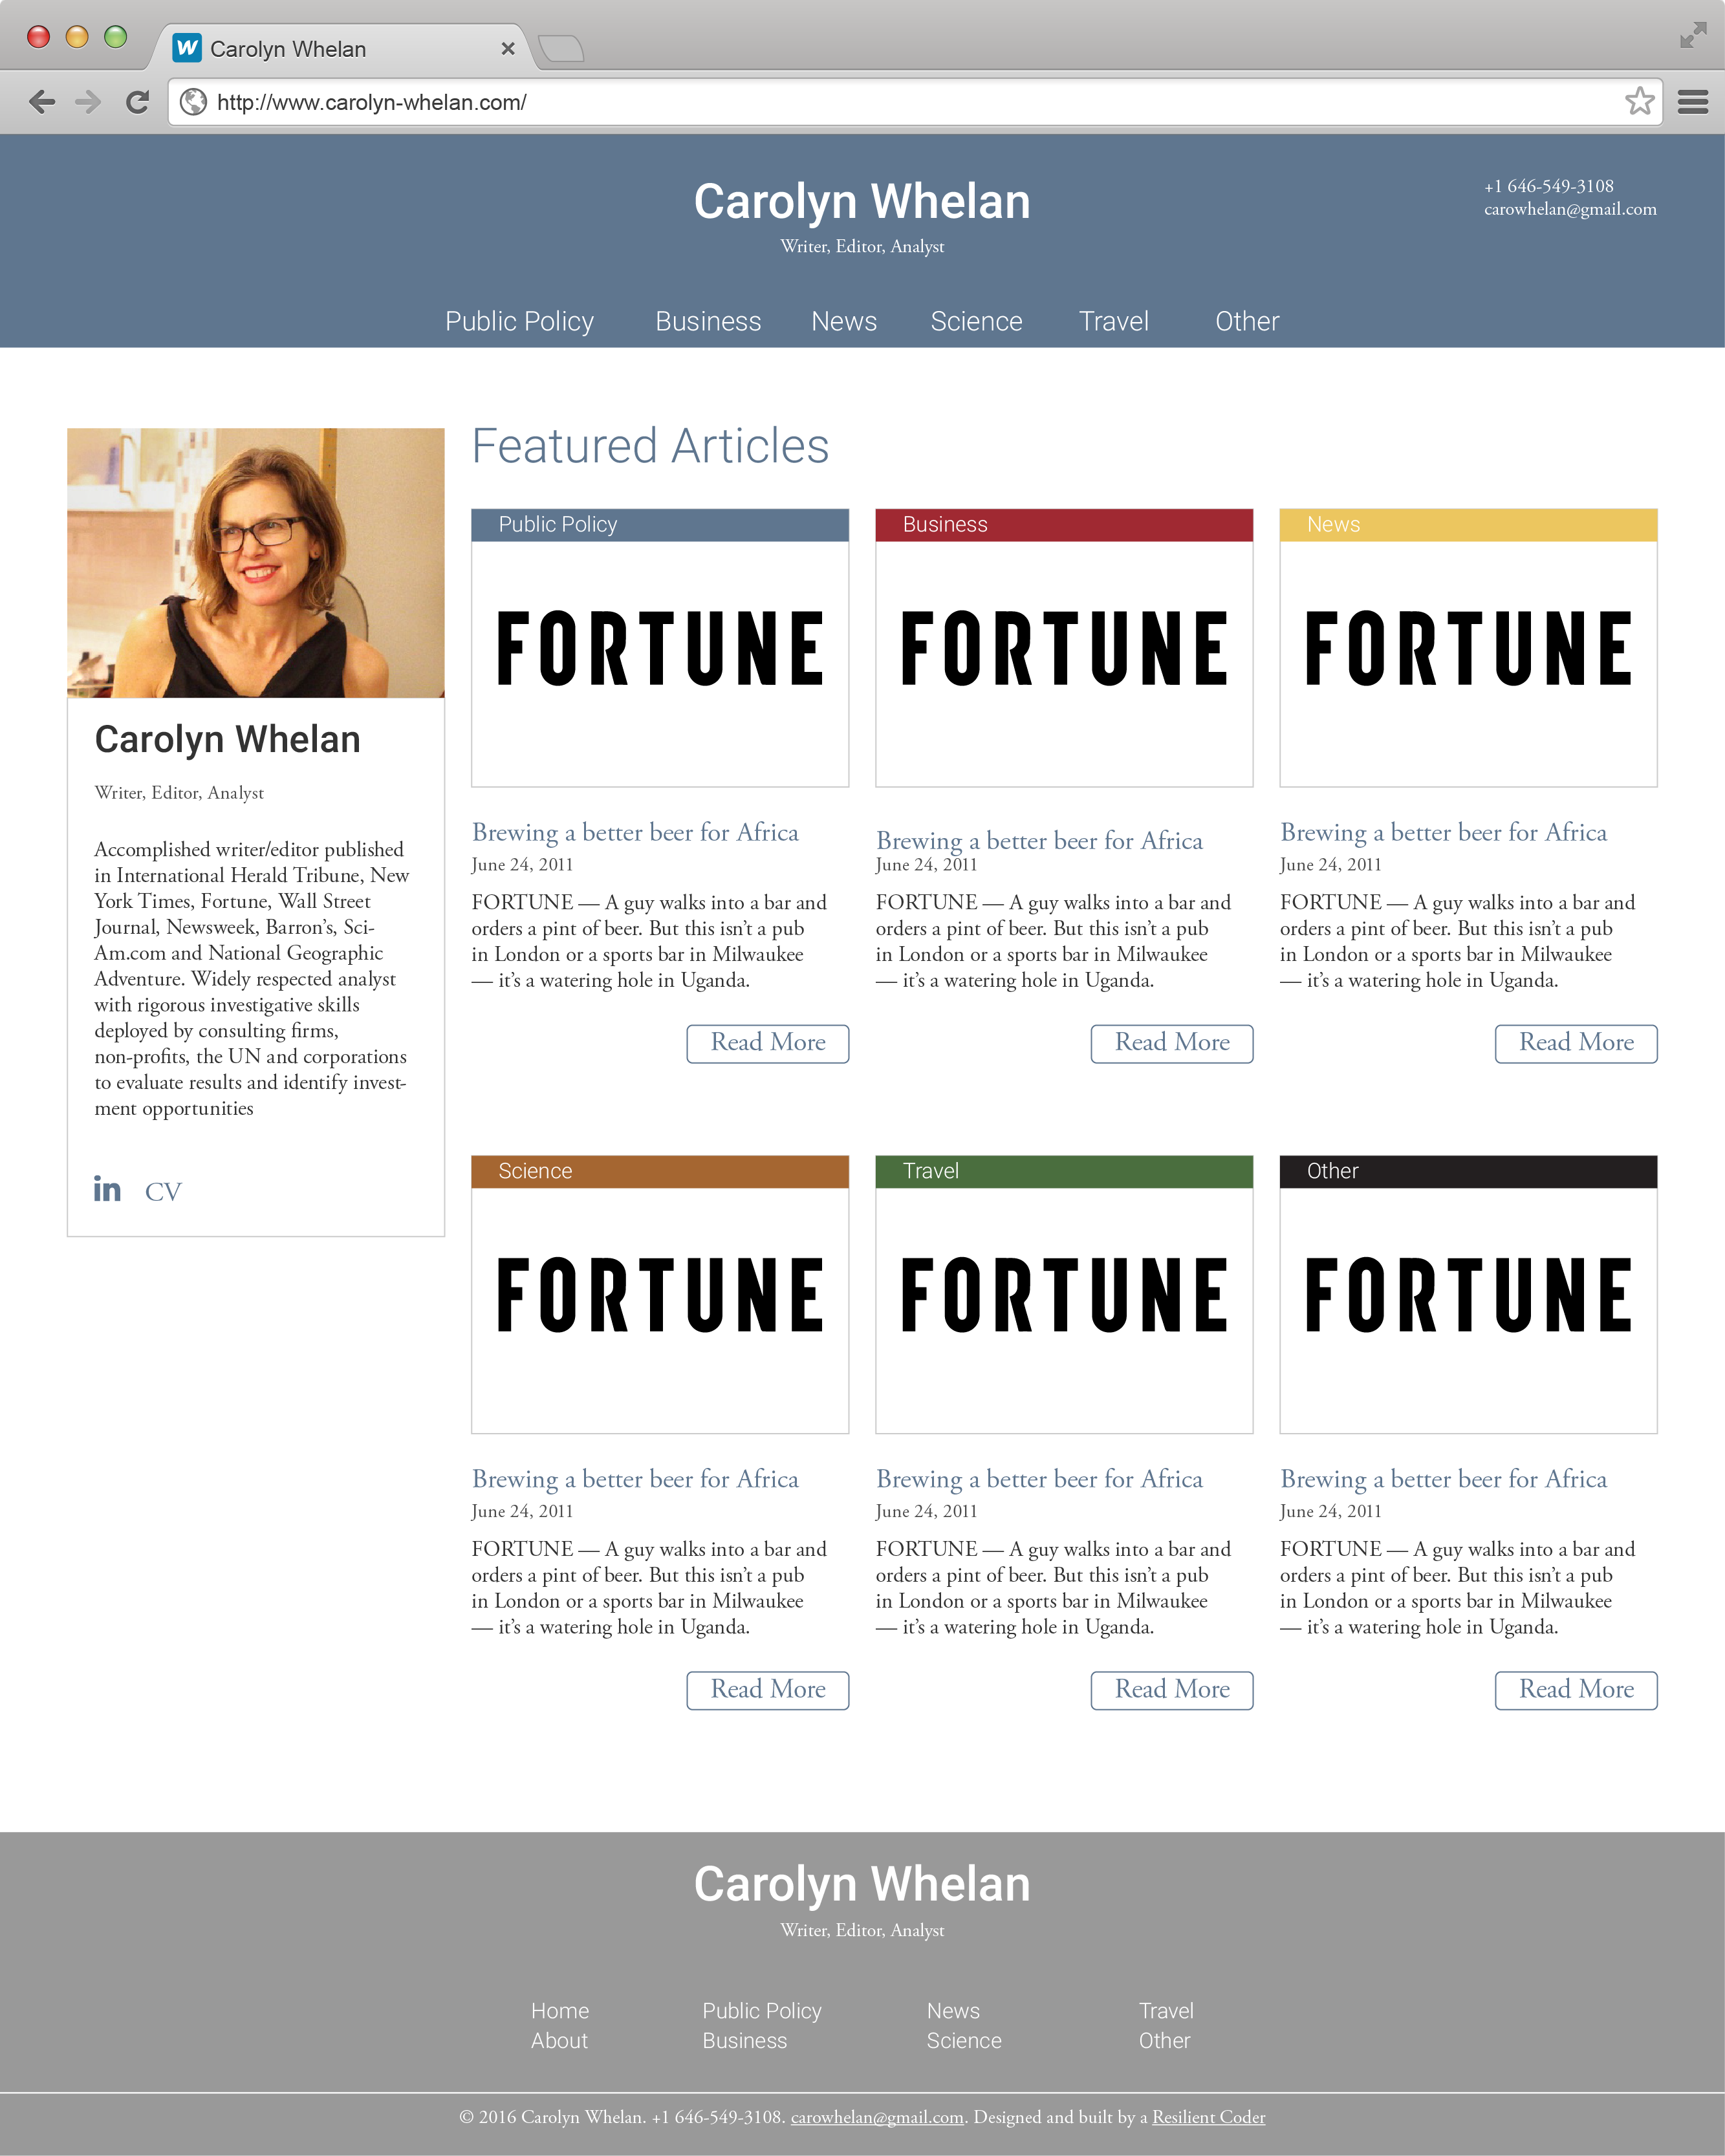 Carolyn Whelan
http://www.carolyn-whelan.com/
Carolyn Whelan
Writer, Editor, Analyst
+1 646-549-3108
carowhelan@gmail.com
Public Policy Business News Science Travel Other
Carolyn Whelan
Writer, Editor, Analyst
Accomplished writer/editor published
in International Herald Tribune, New
York Times, Fortune, Wall Street
Journal, Newsweek, Barron’s, Sci-
Am.com and National Geographic
Adventure. Widely respected analyst
with rigorous investigative skills
deployed by consulting firms,
non-profits, the UN and corporations
to evaluate results and identify invest-
ment opportunities
in CV
Featured Articles
Public Policy
FORTUNE
Brewing a better beer for Africa
June 24, 2011
FORTUNE — A guy walks into a bar and
orders a pint of beer. But this isn’t a pub
in London or a sports bar in Milwaukee
— it’s a watering hole in Uganda.
Read More
Business
FORTUNE
Brewing a better beer for Africa
June 24, 2011
FORTUNE — A guy walks into a bar and
orders a pint of beer. But this isn’t a pub
in London or a sports bar in Milwaukee
— it’s a watering hole in Uganda.
Read More
News
FORTUNE
Brewing a better beer for Africa
June 24, 2011
FORTUNE — A guy walks into a bar and
orders a pint of beer. But this isn’t a pub
in London or a sports bar in Milwaukee
— it’s a watering hole in Uganda.
Read More
Science
FORTUNE
Brewing a better beer for Africa
June 24, 2011
FORTUNE — A guy walks into a bar and
orders a pint of beer. But this isn’t a pub
in London or a sports bar in Milwaukee
— it’s a watering hole in Uganda.
Read More
Travel
FORTUNE
Brewing a better beer for Africa
June 24, 2011
FORTUNE — A guy walks into a bar and
orders a pint of beer. But this isn’t a pub
in London or a sports bar in Milwaukee
— it’s a watering hole in Uganda.
Read More
Other
FORTUNE
Brewing a better beer for Africa
June 24, 2011
FORTUNE — A guy walks into a bar and
orders a pint of beer. But this isn’t a pub
in London or a sports bar in Milwaukee
— it’s a watering hole in Uganda.
Read More
Carolyn Whelan
Writer, Editor, Analyst
Home Public Policy News Travel
About Business Science Other
© 2016 Carolyn Whelan. +1 646-549-3108. carowhelan@gmail.com. Designed and built by a Resilient Coder